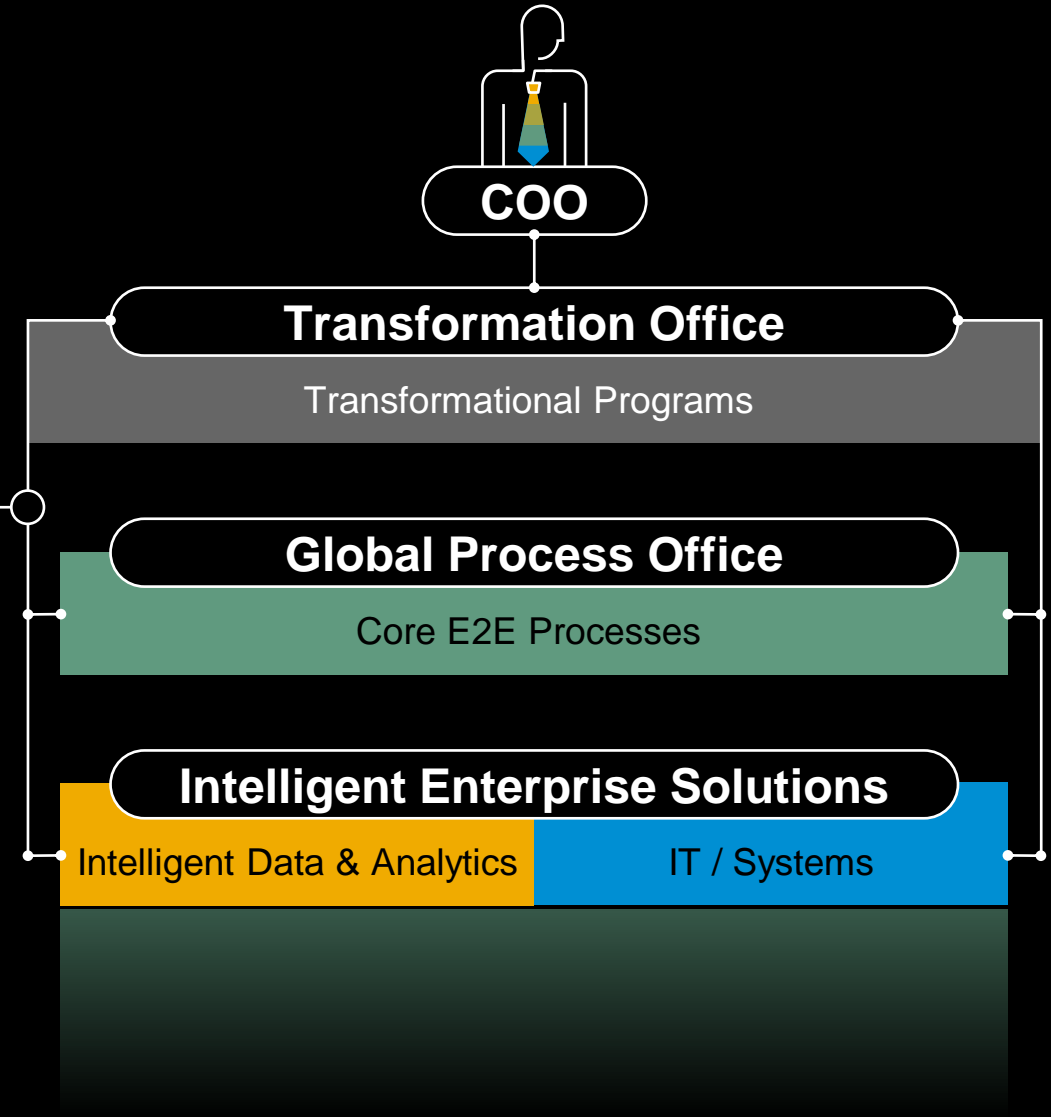 COO
Transformation Office
Transformational Programs
Global Process Office
Core E2E Processes
Intelligent Enterprise Solutions
Intelligent Data & Analytics
IT / Systems